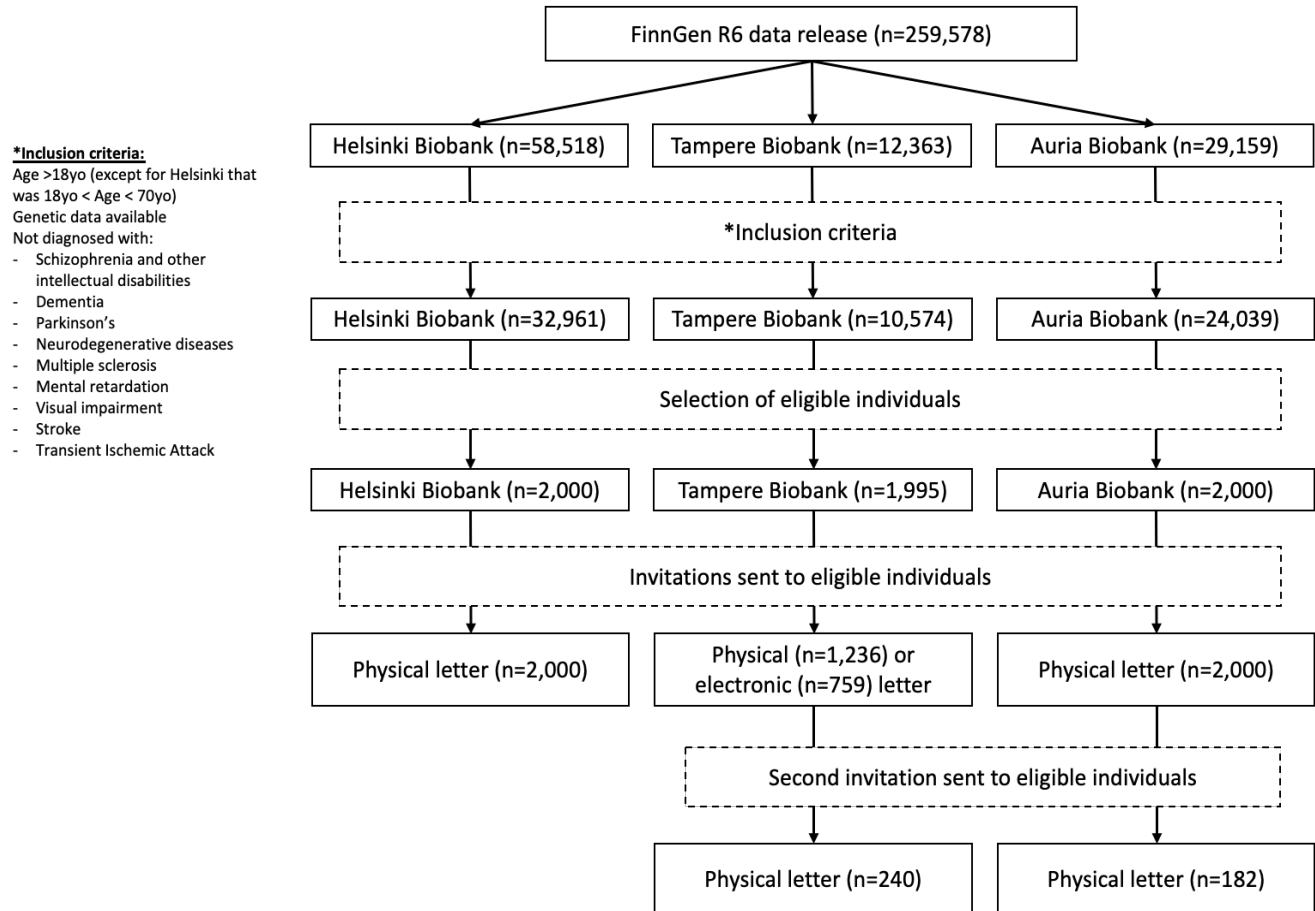 FinnGen R6 data release (n=259,578)
Helsinki Biobank (n=58,518)
Tampere Biobank (n=12,363)
Auria Biobank (n=29,159)
*Inclusion criteria:
Age >18yo (except for Helsinki that
was 18yo < Age < 70yo)
Genetic data available
Not diagnosed with:
- Schizophrenia and other
intellectual disabilities
- Dementia
- Parkinson’s
- Neurodegenerative diseases
- Multiple sclerosis
- Mental retardation
- Visual impairment
- Stroke
- Transient Ischemic Attack
*Inclusion criteria
Helsinki Biobank (n=32,961)
Tampere Biobank (n=10,574)
Auria Biobank (n=24,039)
Selection of eligible individuals
Helsinki Biobank (n=2,000)
Tampere Biobank (n=1,995)
Auria Biobank (n=2,000)
Invitations sent to eligible individuals
Physical letter (n=2,000)
Physical (n=1,236) or
electronic (n=759) letter
Physical letter (n=2,000)
Second invitation sent to eligible individuals
Physical letter (n=240)
Physical letter (n=182)